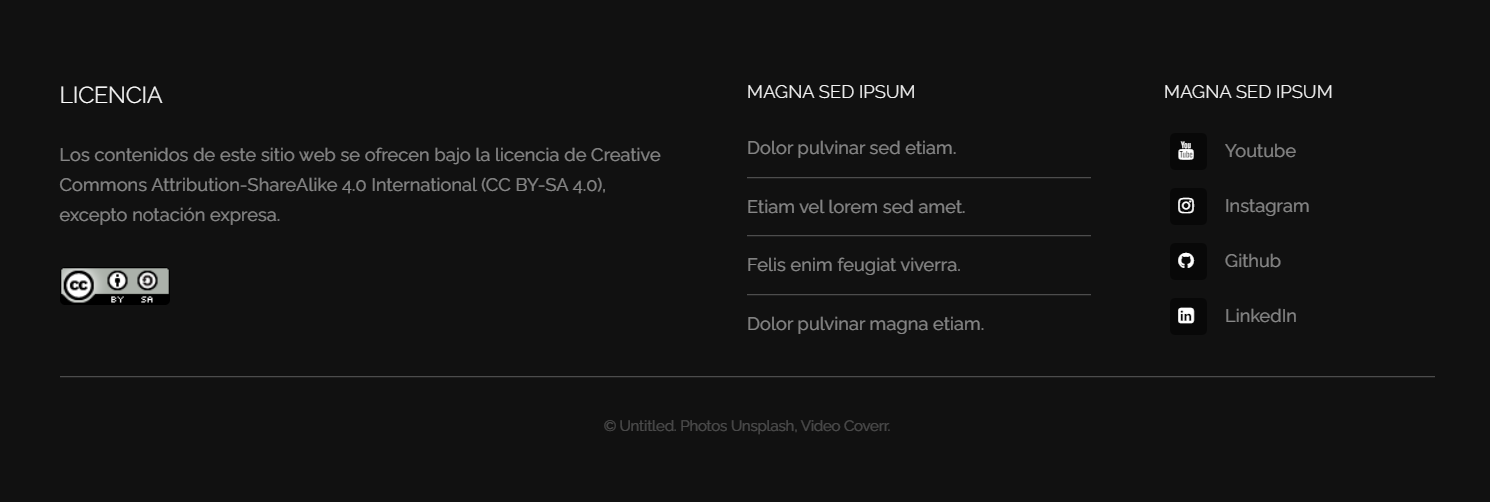 LICENCIA
Los contenidos de este sitio web se ofrecen bajo la licencia de Creative
Commons Attribution-ShareAlike 4.0 International (CC BY-SA 4.0),
excepto notación expresa.
cc BY SA
MAGNA SED IPSUM
Dolor pulvinar sed etiam.
Etiam vel lorem sed amet.
Felis enim feugiat viverra.
Dolor pulvinar magna etiam.
MAGNA SED IPSUM
You
Tube
Youtube
Instagram
Github
in
LinkedIn
© Untitled. Photos Unsplash, Video Coverr.